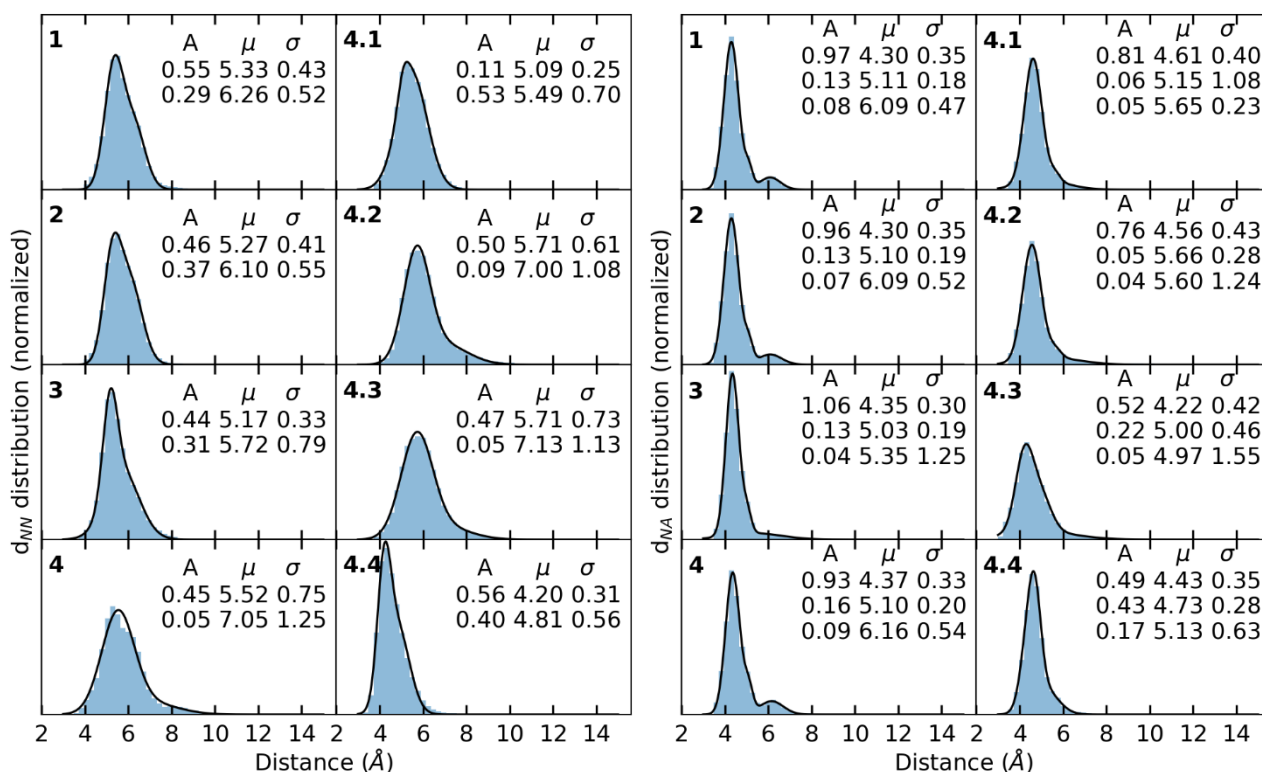 d_NN distribution (normalized)
1
A μ σ
0.55 5.33 0.43
0.29 6.26 0.52
4.1
A μ σ
0.11 5.09 0.25
0.53 5.49 0.70
2
A μ σ
0.46 5.27 0.41
0.37 6.10 0.55
4.2
A μ σ
0.50 5.71 0.61
0.09 7.00 1.08
3
A μ σ
0.44 5.17 0.33
0.31 5.72 0.79
4.3
A μ σ
0.47 5.71 0.73
0.05 7.13 1.13
4
A μ σ
0.45 5.52 0.75
0.05 7.05 1.25
4.4
A μ σ
0.56 4.20 0.31
0.40 4.81 0.56
2 4 6 8 10 12 14 2 4 6 8 10 12 14
Distance (Å)
d_NA distribution (normalized)
1
A μ σ
0.97 4.30 0.35
0.13 5.11 0.18
0.08 6.09 0.47
4.1
A μ σ
0.81 4.61 0.40
0.06 5.15 1.08
0.05 5.65 0.23
2
A μ σ
0.96 4.30 0.35
0.13 5.10 0.19
0.07 6.09 0.52
4.2
A μ σ
0.76 4.56 0.43
0.05 5.66 0.28
0.04 5.60 1.24
3
A μ σ
1.06 4.35 0.30
0.13 5.03 0.19
0.04 5.35 1.25
4.3
A μ σ
0.52 4.22 0.42
0.22 5.00 0.46
0.05 4.97 1.55
4
A μ σ
0.93 4.37 0.33
0.16 5.10 0.20
0.09 6.16 0.54
4.4
A μ σ
0.49 4.43 0.35
0.43 4.73 0.28
0.17 5.13 0.63
2 4 6 8 10 12 14 2 4 6 8 10 12 14
Distance (Å)